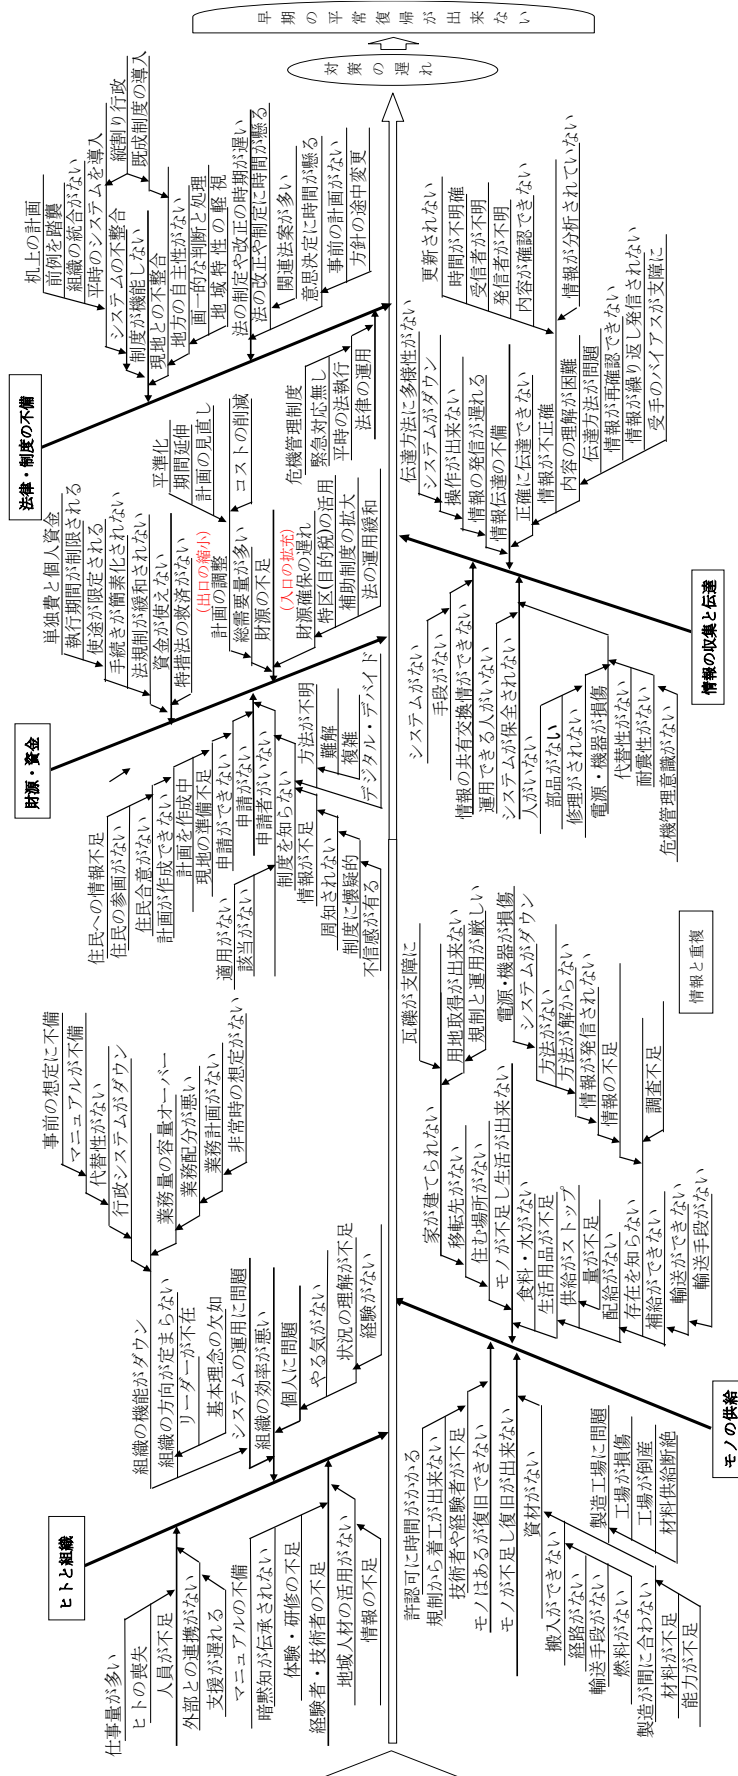 早期の平常復帰が出来ない
対策の遅れ
ヒトと組織
仕事量が多い
ヒトの喪失
人員が不足
外部との連携がない
支援が遅れる
マニュアルの不備
暗黙知が伝承されない
体験・研修の不足
経験者・技術者の不足
地域人材の活用がない
情報の不足
組織の機能がダウン
組織の方向が定まらない
リーダーが不在
基本理念の欠如
システムの運用に問題
組織の効率が悪い
個人に問題
やる気がない
状況の理解が不足
経験がない
事前の想定に不備
マニュアルが不備
代替性がない
行政システムがダウン
業務量の容量オーバー
業務配分が悪い
業務計画がない
非常時の想定がない
財源・資金
住民への情報不足
住民の参画がない
住民合意がない
計画が作成できない
計画を作成中
現地の準備不足
申請ができない
申請がない
申請者がいない
適用がない
該当がない
制度を知らない
情報が不足
周知されない
制度に懐疑的
不信感が有る
方法が不明
難解
複雑
デジタル・デバイド
単独費と個人資金
執行期間が制限される
使途が限定される
手続きが簡素化されない
法規制が緩和されない
資金が使えない
特措法の救済がない
(出口の縮小)
計画の調整
総需要量が多い
財源の不足
(入口の拡充)
財源確保の遅れ
特区(目的税)の活用
補助制度の拡大
法の運用緩和
平準化
期間延伸
計画の見直し
コストの削減
法律・制度の不備
机上の計画
前例を踏襲
組織の統合がない
平時のシステムを導入
縦割り行政
既成制度の導入
システムの不整合
制度が機能しない
現地との不整合
地方の自主性がない
画一的な判断と処理
地域特性の軽視
法の制定や改正の時期が遅い
法の改正や制定に時間が懸る
関連法案が多い
意思決定に時間が懸る
事前の計画がない
方針の途中変更
危機管理制度
緊急対応無し
平時の法執行
法律の運用
モノの供給
許認可に時間がかかる
規制から着工が出来ない
技術者や経験者が不足
モノはあるが復旧できない
モノが不足し復旧が出来ない
資材がない
搬入ができない
経路がない
輸送手段がない
燃料がない
製造が間に合わない
材料が不足
能力が不足
製造工場に問題
工場が損傷
工場が倒産
材料供給断絶
瓦礫が支障に
用地取得が出来ない
規制と運用が厳しい
家が建てられない
移転先がない
住む場所がない
モノが不足し生活が出来ない
食料・水がない
生活用品が不足
供給がストップ
量が不足
配給がない
存在を知らない
補給ができない
輸送ができない
輸送手段がない
電源・機器が損傷
システムがダウン
方法がない
方法が解からない
情報が発信されない
情報の不足
調査不足
情報と重複
情報の収集と伝達
システムがない
手段がない
情報の共有交換情ができない
運用できる人がいない
システムが保全されない
人がいない
部品がない
修理がされない
電源・機器が損傷
代替性がない
耐震性がない
危機管理意識がない
伝達方法に多様性がない
システムがダウン
操作が出来ない
情報の発信が遅れる
情報伝達の不備
正確に伝達できない
情報が不正確
内容の理解が困難
伝達方法が問題
情報が再確認できない
情報が繰り返し発信されない
受手のバイアスが支障に
更新されない
時間が不明確
受信者が不明
発信者が不明
内容が確認できない
情報が分析されていない